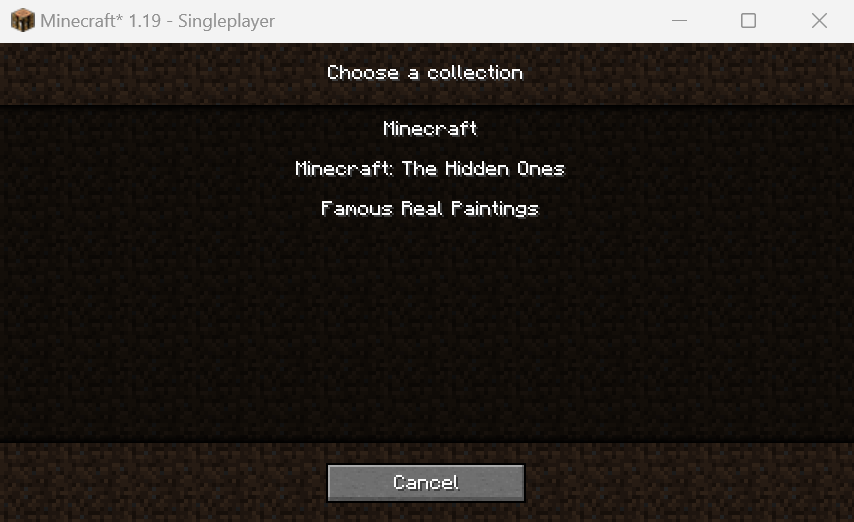 Minecraft* 1.19 - Singleplayer
Choose a collection
Minecraft
Minecraft: The Hidden Ones
Famous Real Paintings
Cancel